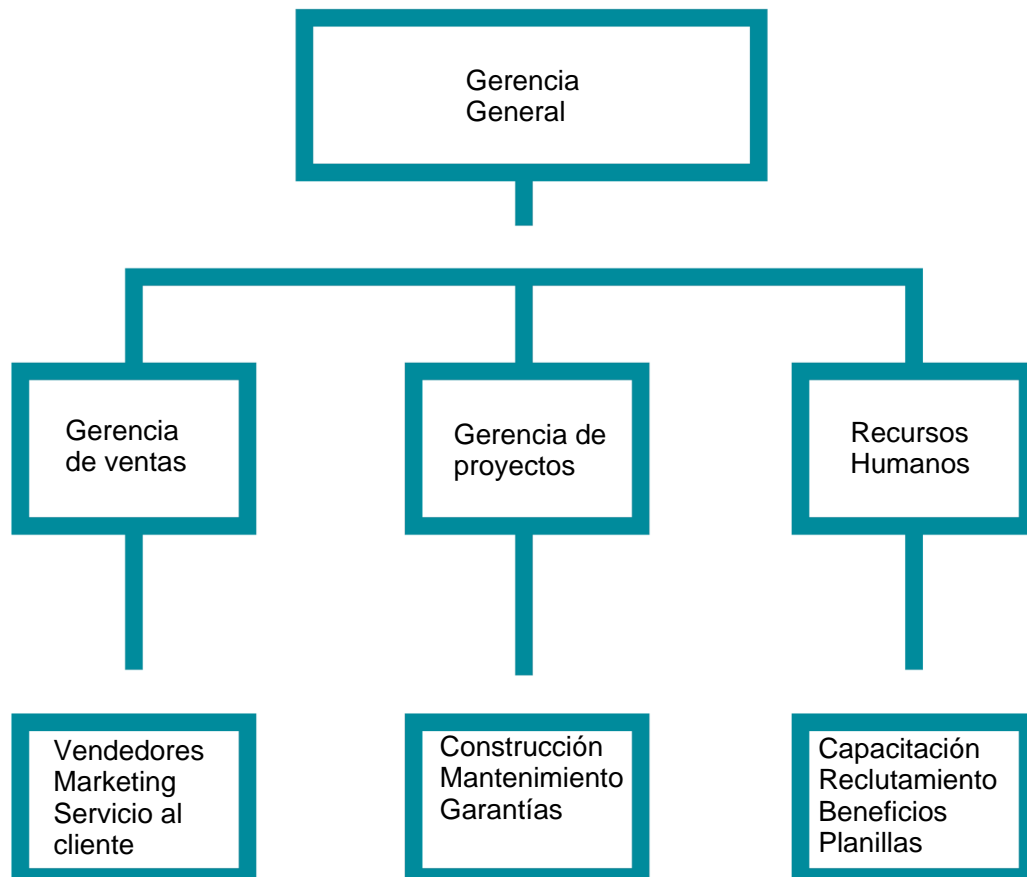 Gerencia
General
Gerencia
de ventas
Gerencia de
proyectos
Recursos
Humanos
Vendedores
Marketing
Servicio al
cliente
Construcción
Mantenimiento
Garantías
Capacitación
Reclutamiento
Beneficios
Planillas